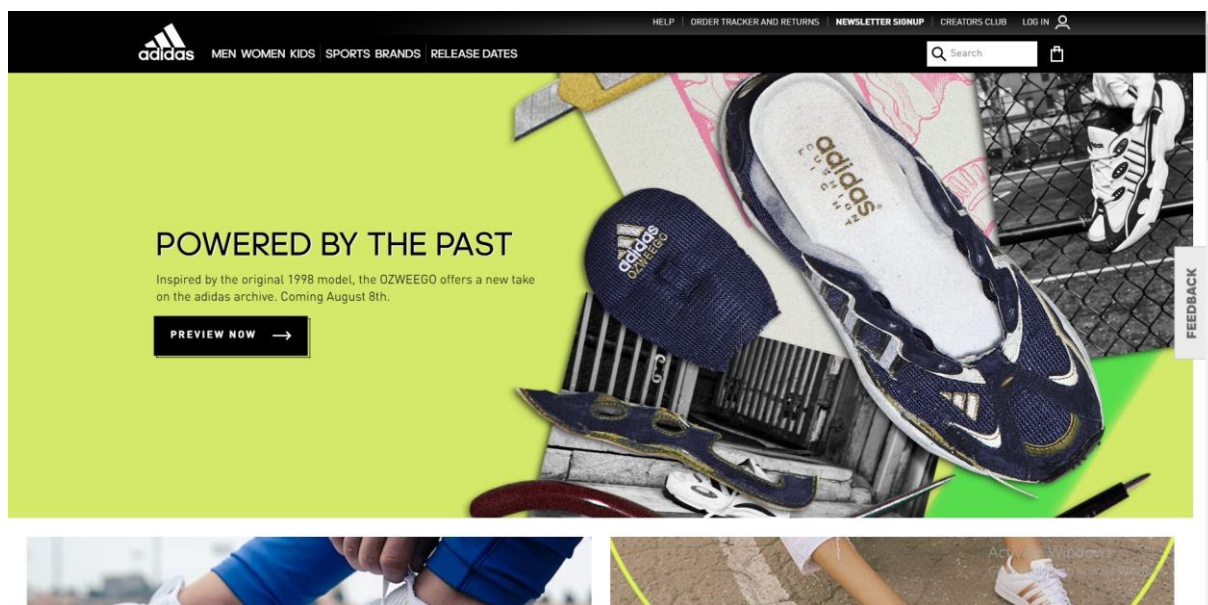 HELP ORDER TRACKER AND RETURNS NEWSLETTER SIGNUP CREATORS CLUB LOG IN
adidas MEN WOMEN KIDS SPORTS BRANDS RELEASE DATES Search
adidas
CUSHION
adidas
OZWEEGO
POWERED BY THE PAST
Inspired by the original 1998 model, the OZWEEGO offers a new take
on the adidas archive. Coming August 8th.
PREVIEW NOW
FEEDBACK
Activate Windows